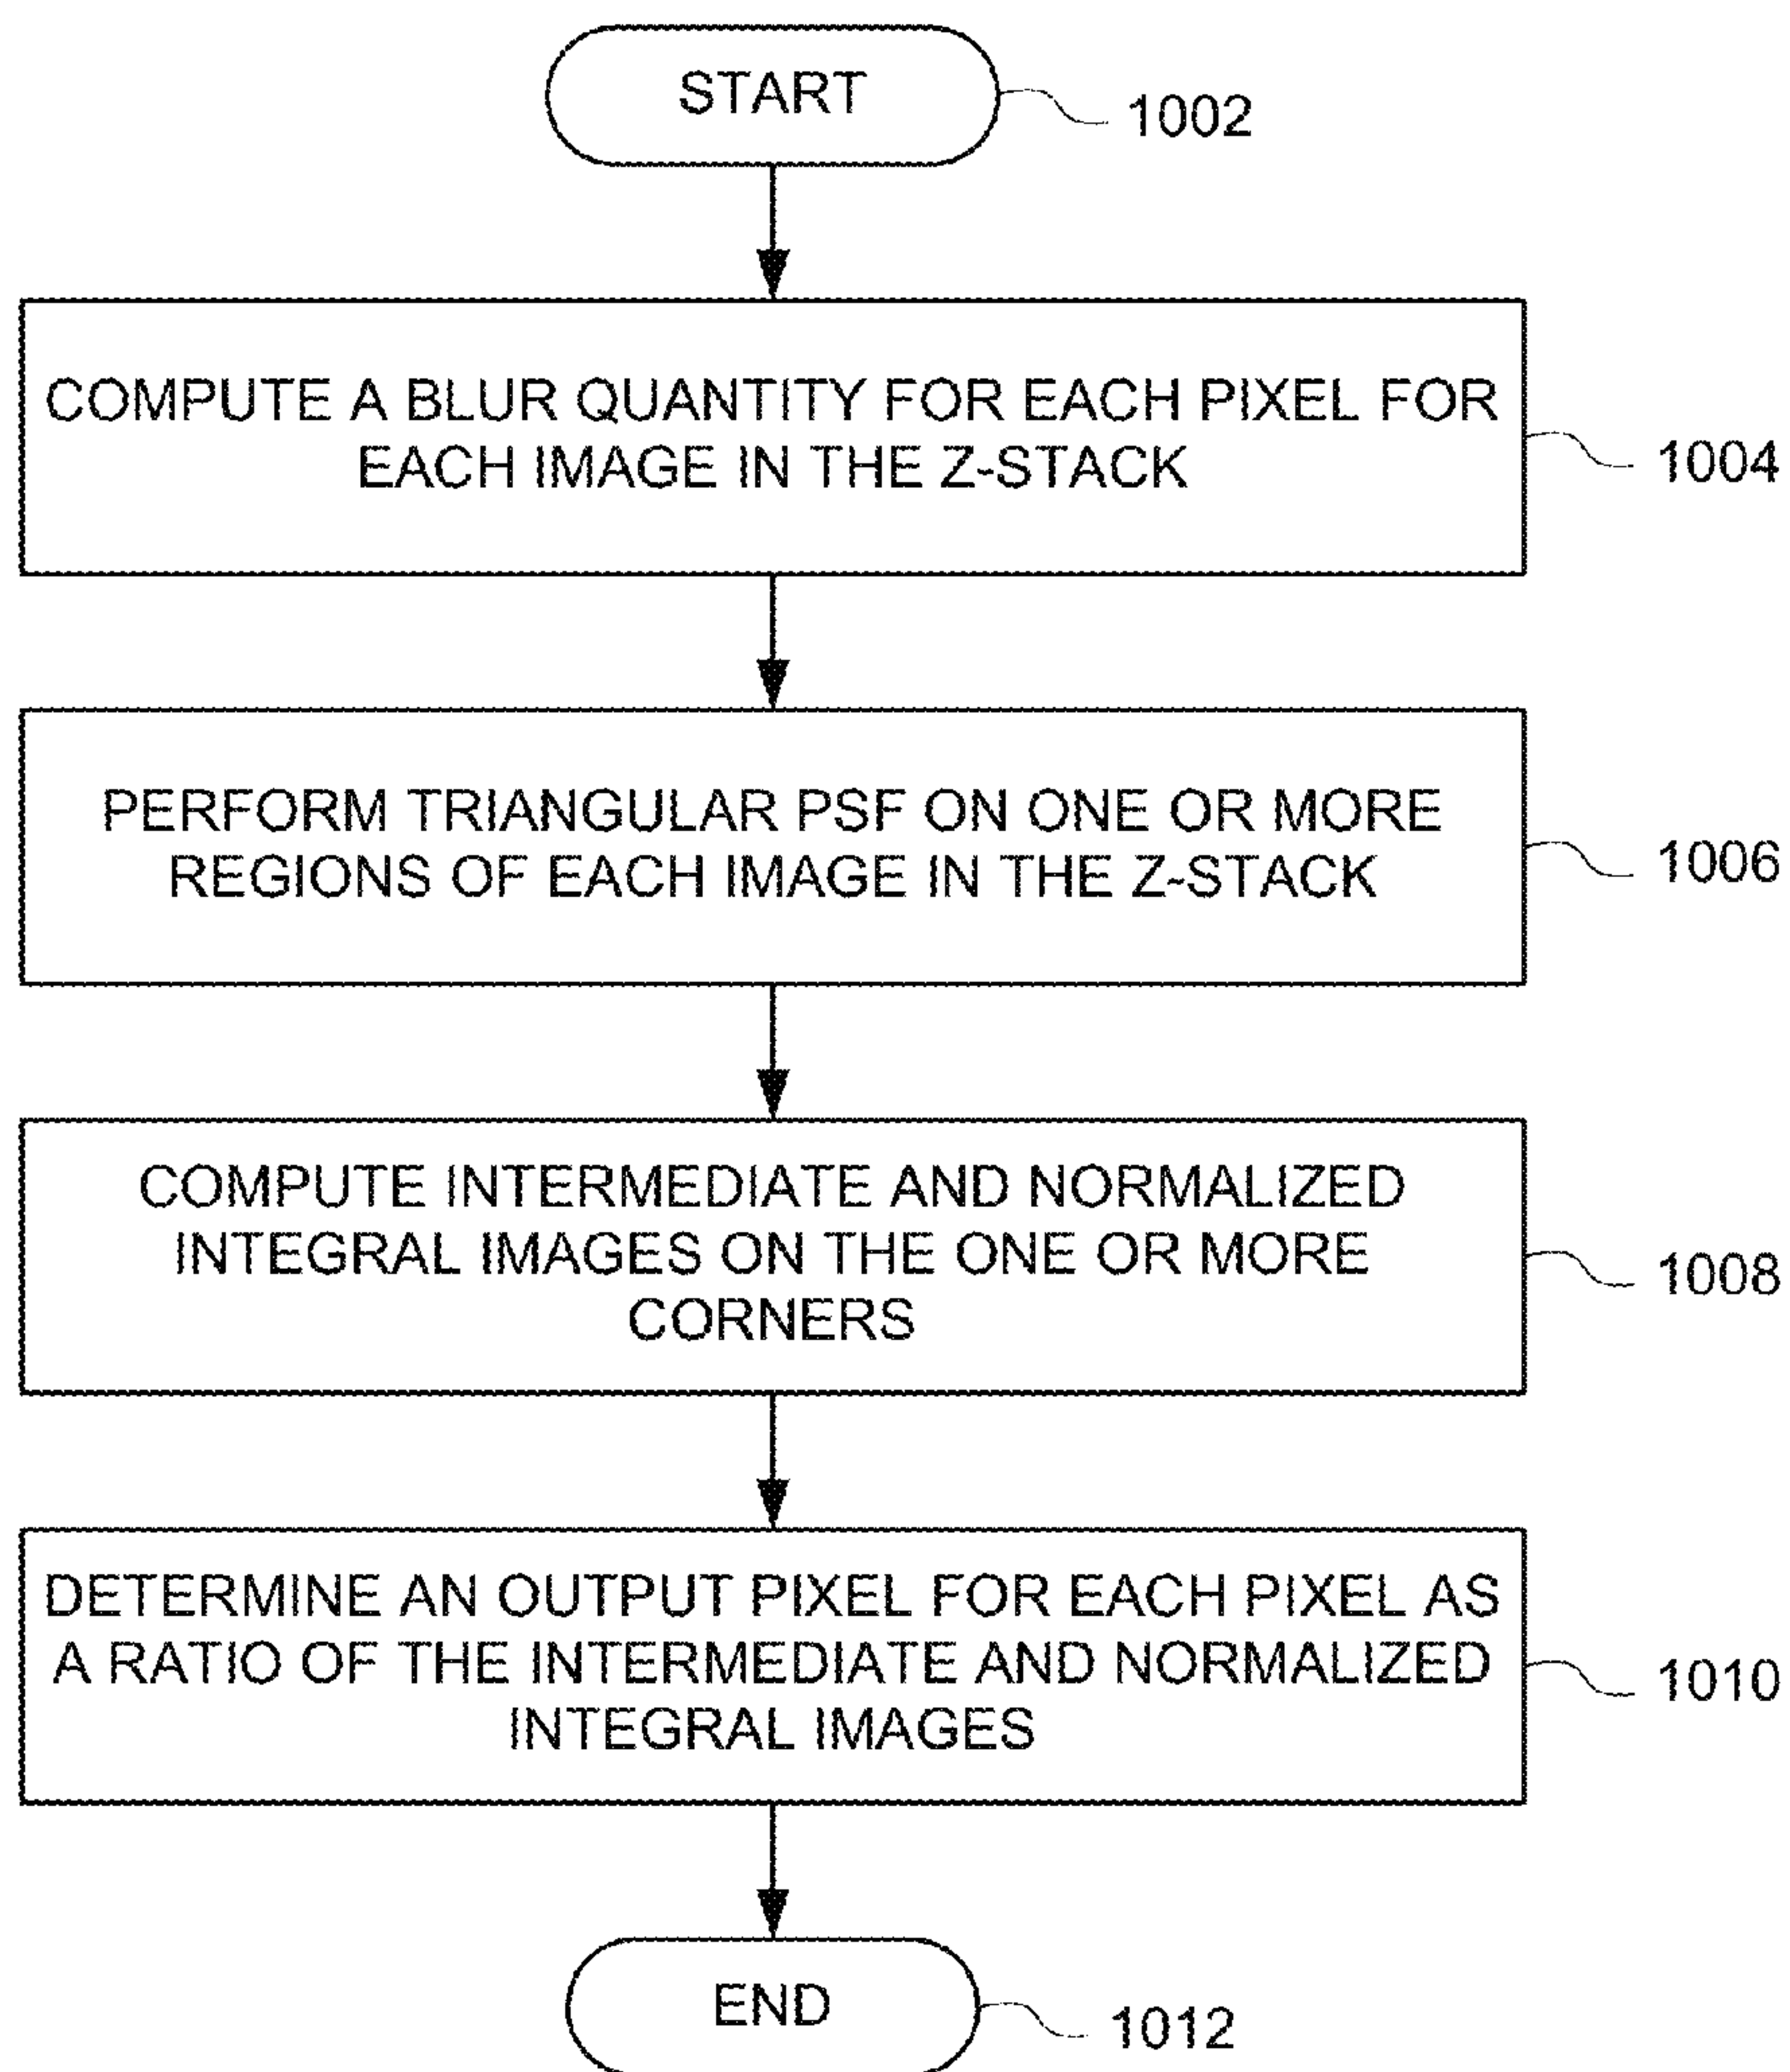 START
1002
COMPUTE A BLUR QUANTITY FOR EACH PIXEL FOR
EACH IMAGE IN THE Z-STACK
1004
PERFORM TRIANGULAR PSF ON ONE OR MORE
REGIONS OF EACH IMAGE IN THE Z-STACK
1006
COMPUTE INTERMEDIATE AND NORMALIZED
INTEGRAL IMAGES ON THE ONE OR MORE
CORNERS
1008
DETERMINE AN OUTPUT PIXEL FOR EACH PIXEL AS
A RATIO OF THE INTERMEDIATE AND NORMALIZED
INTEGRAL IMAGES
1010
END
1012